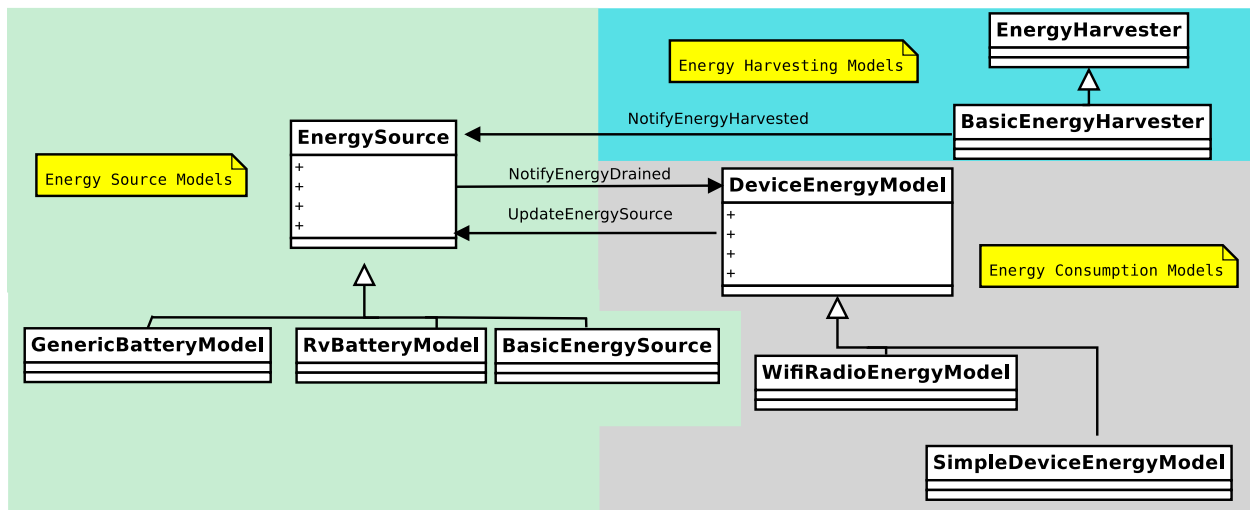 EnergyHarvester
Energy Harvesting Models
BasicEnergyHarvester
NotifyEnergyHarvested
EnergySource
+
+
+
+
Energy Source Models
NotifyEnergyDrained
UpdateEnergySource
DeviceEnergyModel
+
+
+
+
Energy Consumption Models
GenericBatteryModel
RvBatteryModel
BasicEnergySource
WifiRadioEnergyModel
SimpleDeviceEnergyModel